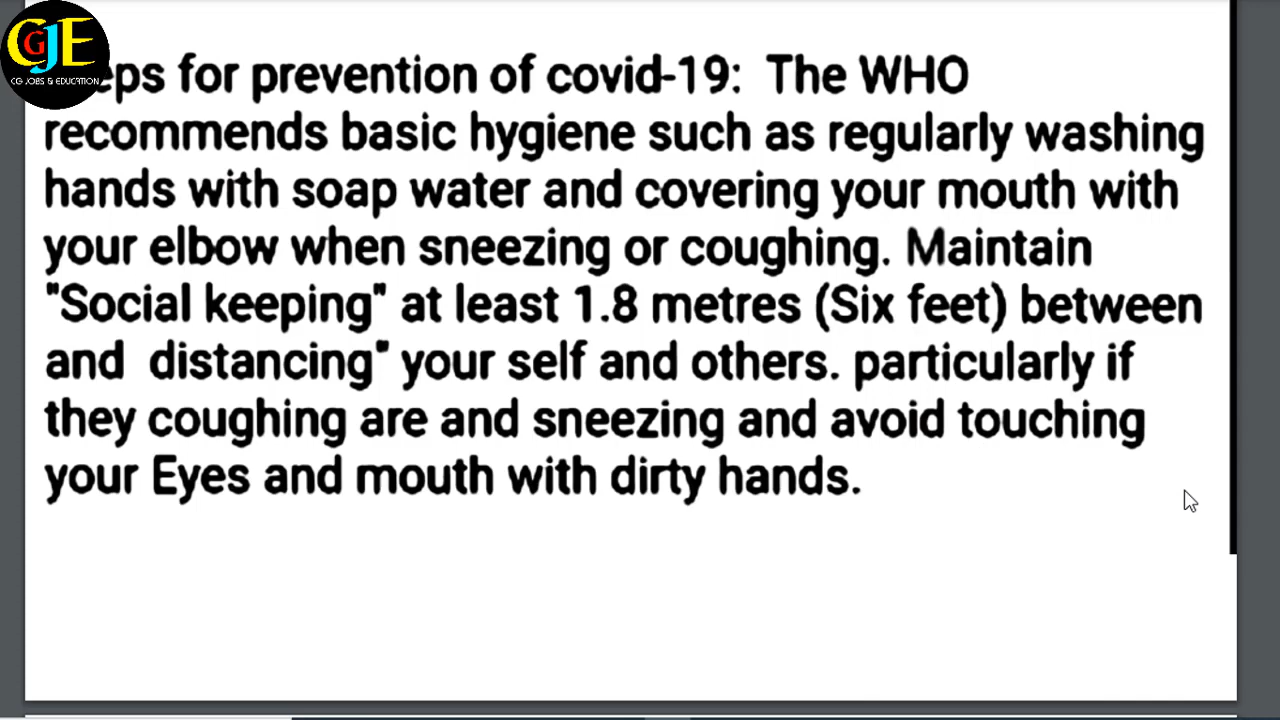 CGJE
CG JOBS & EDUCATION
eps for prevention of covid-19: The WHO
recommends basic hygiene such as regularly washing
hands with soap water and covering your mouth with
your elbow when sneezing or coughing. Maintain
"Social keeping" at least 1.8 metres (Six feet) between
and distancing" your self and others. particularly if
they coughing are and sneezing and avoid touching
your Eyes and mouth with dirty hands.